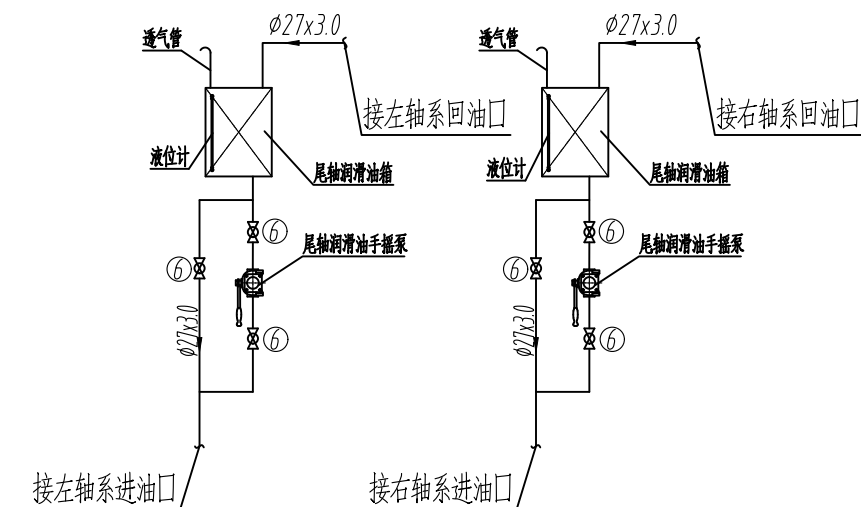 Φ27x3.0
透气管
接左轴系回油口
液位计
尾轴润滑油箱
6
尾轴润滑油手摇泵
6
Φ27x3.0
6
接左轴系进油口
Φ27x3.0
透气管
接右轴系回油口
液位计
尾轴润滑油箱
6
尾轴润滑油手摇泵
6
Φ27x3.0
6
接右轴系进油口